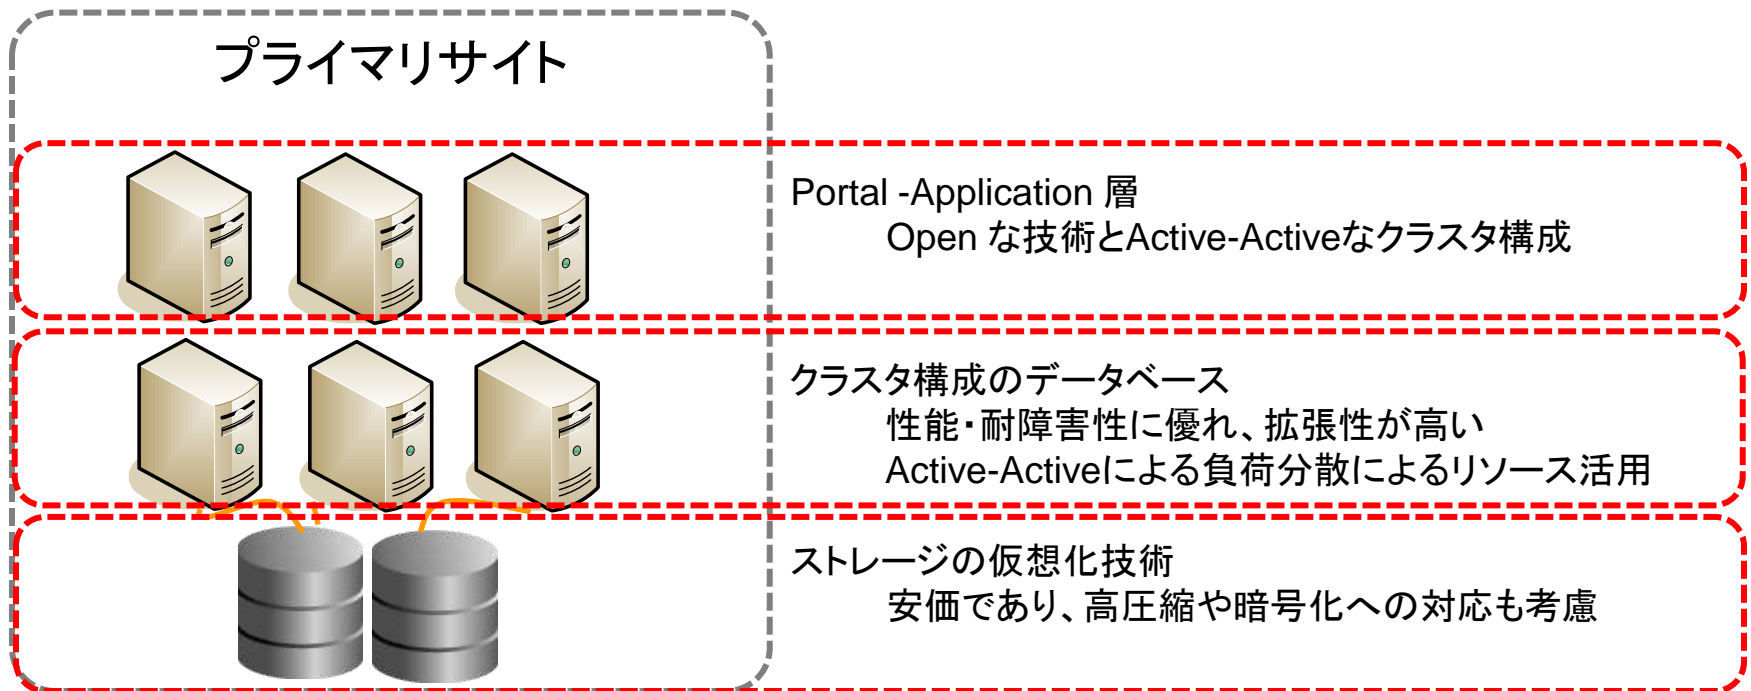 プライマリサイト
Portal -Application 層
Open な技術とActive-Activeなクラスタ構成
クラスタ構成のデータベース
性能・耐障害性に優れ、拡張性が高い
Active-Activeによる負荷分散によるリソース活用
ストレージの仮想化技術
安価であり、高圧縮や暗号化への対応も考慮